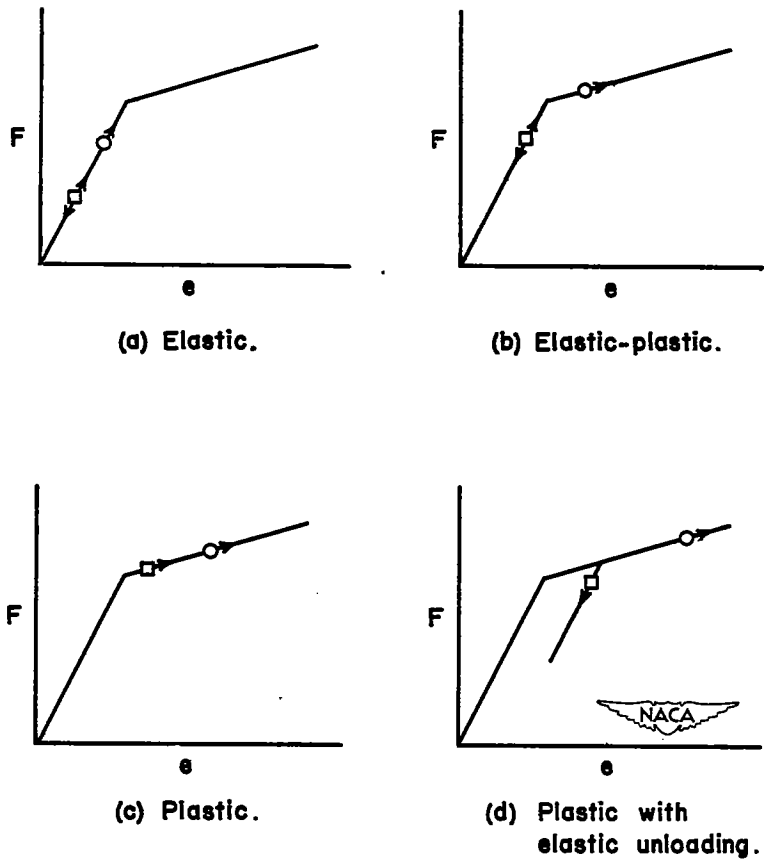 F
e
(a) Elastic.
F
e
(b) Elastic-plastic.
F
e
(c) Plastic.
F
NACA
e
(d) Plastic with
elastic unloading.